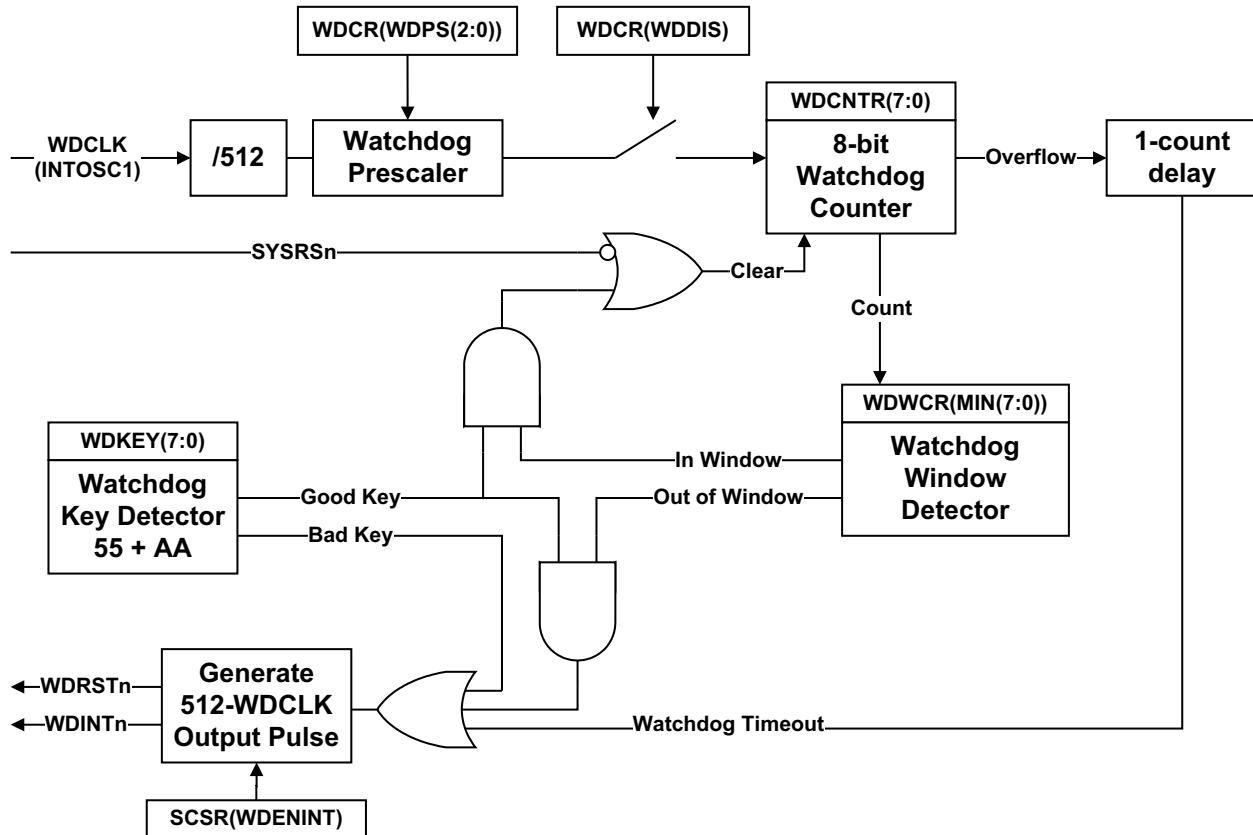 WDCR(WDPS(2:0))
WDCR(WDDIS)
WDCNTR(7:0)
WDCLK
(INTOSC1)
/512
Watchdog
Prescaler
8-bit
Watchdog
Counter
Overflow
1-count
delay
SYSRSn
Clear
Count
WDWCR(MIN(7:0))
Watchdog
Window
Detector
WDKEY(7:0)
Watchdog
Key Detector
55 + AA
In Window
Good Key
Out of Window
Bad Key
Generate
512-WDCLK
Output Pulse
WDRSTn
WDINTn
Watchdog Timeout
SCSR(WDENINT)